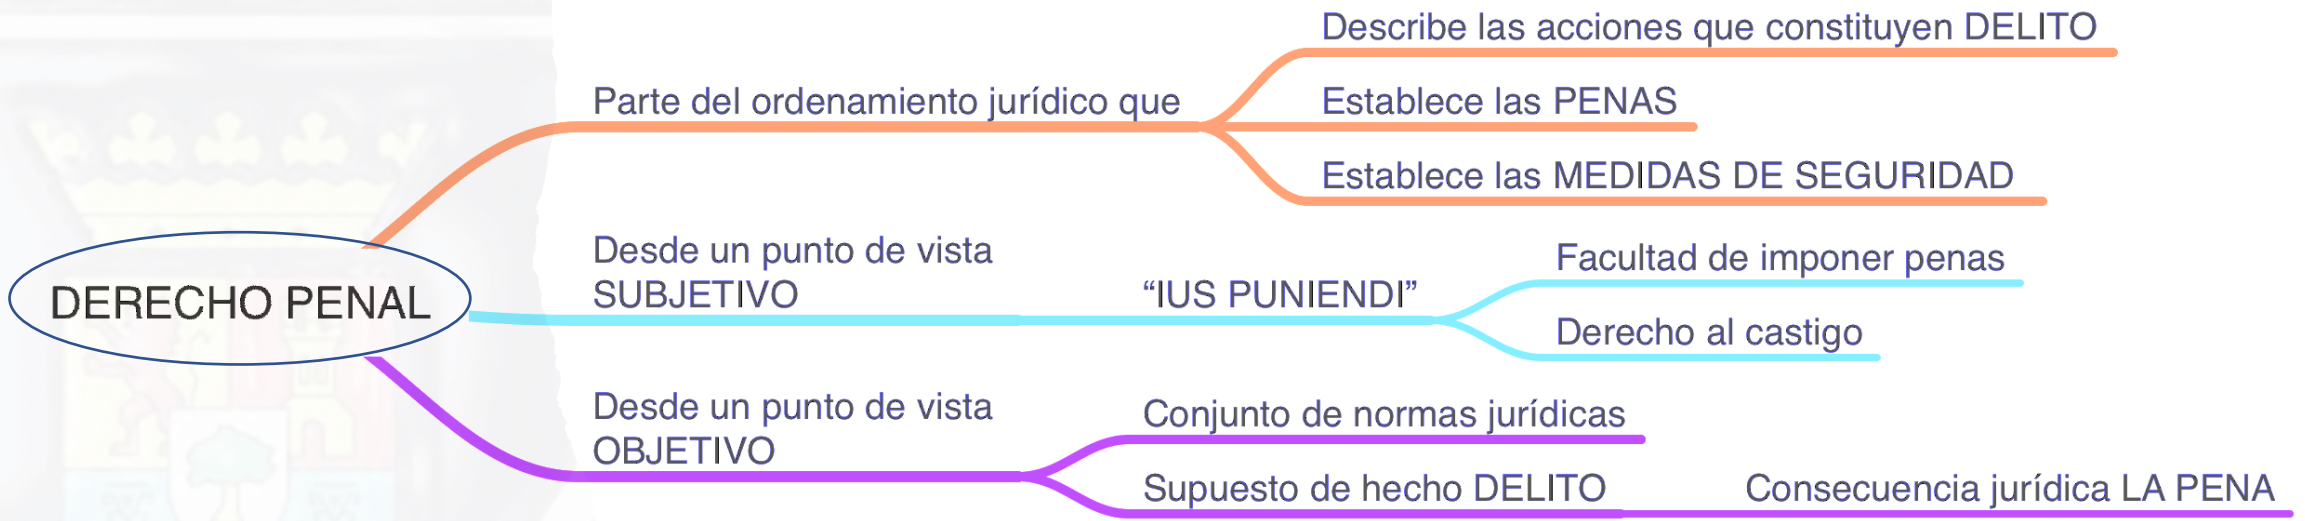 DERECHO PENAL
Parte del ordenamiento jurídico que
Describe las acciones que constituyen DELITO
Establece las PENAS
Establece las MEDIDAS DE SEGURIDAD
Desde un punto de vista
SUBJETIVO
“IUS PUNIENDI”
Facultad de imponer penas
Derecho al castigo
Desde un punto de vista
OBJETIVO
Conjunto de normas jurídicas
Supuesto de hecho DELITO
Consecuencia jurídica LA PENA